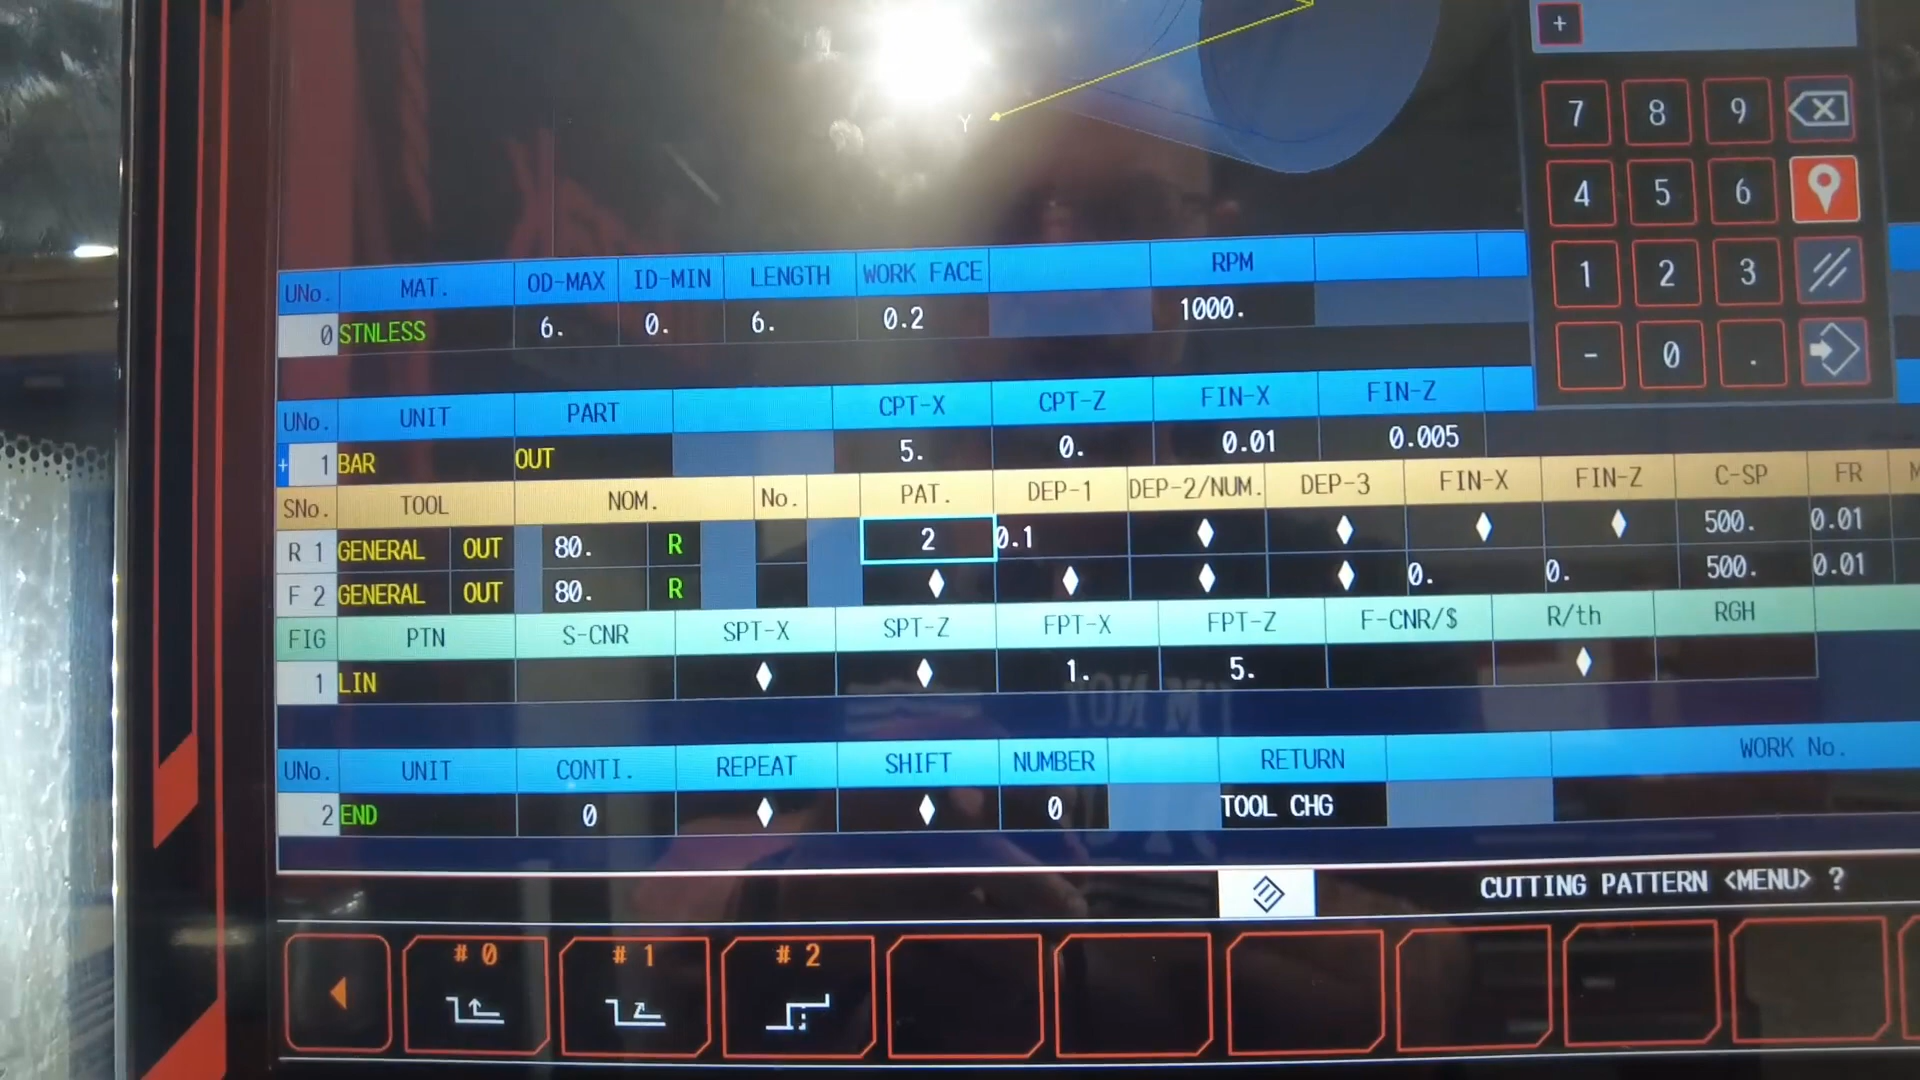 Y
+
7 8 9
4 5 6
1 2 3
- 0 .
UNo. MAT. OD-MAX ID-MIN LENGTH WORK FACE RPM
0 STNLESS 6. 0. 6. 0.2 1000.
UNo. UNIT PART CPT-X CPT-Z FIN-X FIN-Z
+ 1 BAR OUT 5. 0. 0.01 0.005
SNo. TOOL NOM. No. PAT. DEP-1 DEP-2/NUM. DEP-3 FIN-X FIN-Z C-SP FR M
R 1 GENERAL OUT 80. R 2 0.1 ♦ ♦ ♦ ♦ 500. 0.01
F 2 GENERAL OUT 80. R ♦ ♦ ♦ ♦ 0. 0. 500. 0.01
FIG PTN S-CNR SPT-X SPT-Z FPT-X FPT-Z F-CNR/$ R/th RGH
1 LIN ♦ ♦ 1. 5. ♦
UNo. UNIT CONTI. REPEAT SHIFT NUMBER RETURN WORK No.
2 END 0 ♦ ♦ 0 TOOL CHG
CUTTING PATTERN <MENU> ?
# 0 # 1 # 2